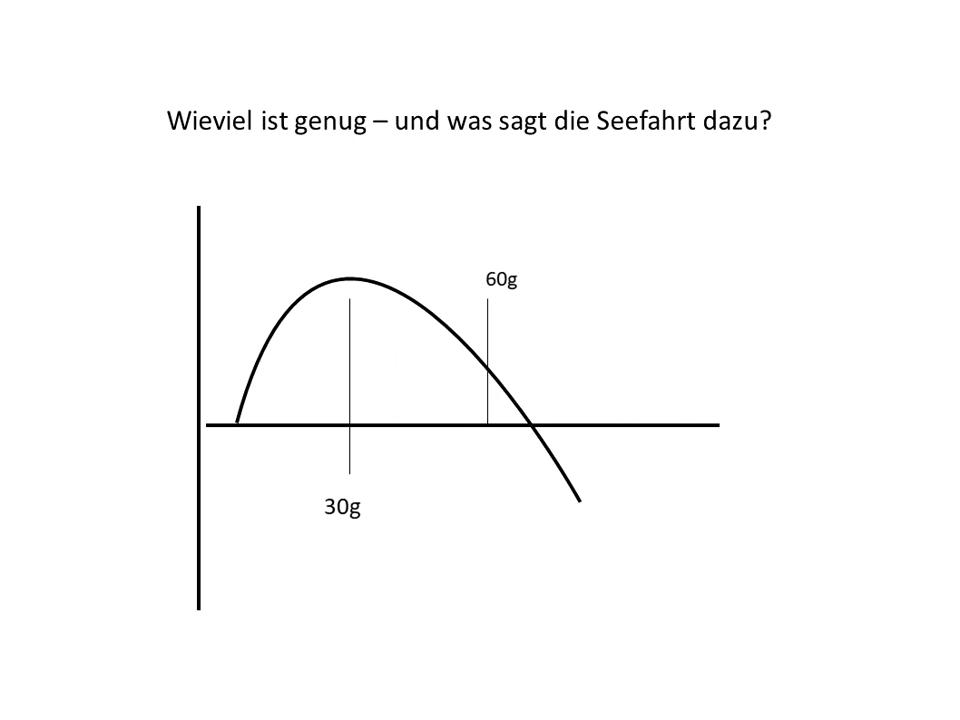 Wieviel ist genug – und was sagt die Seefahrt dazu?
60g
30g